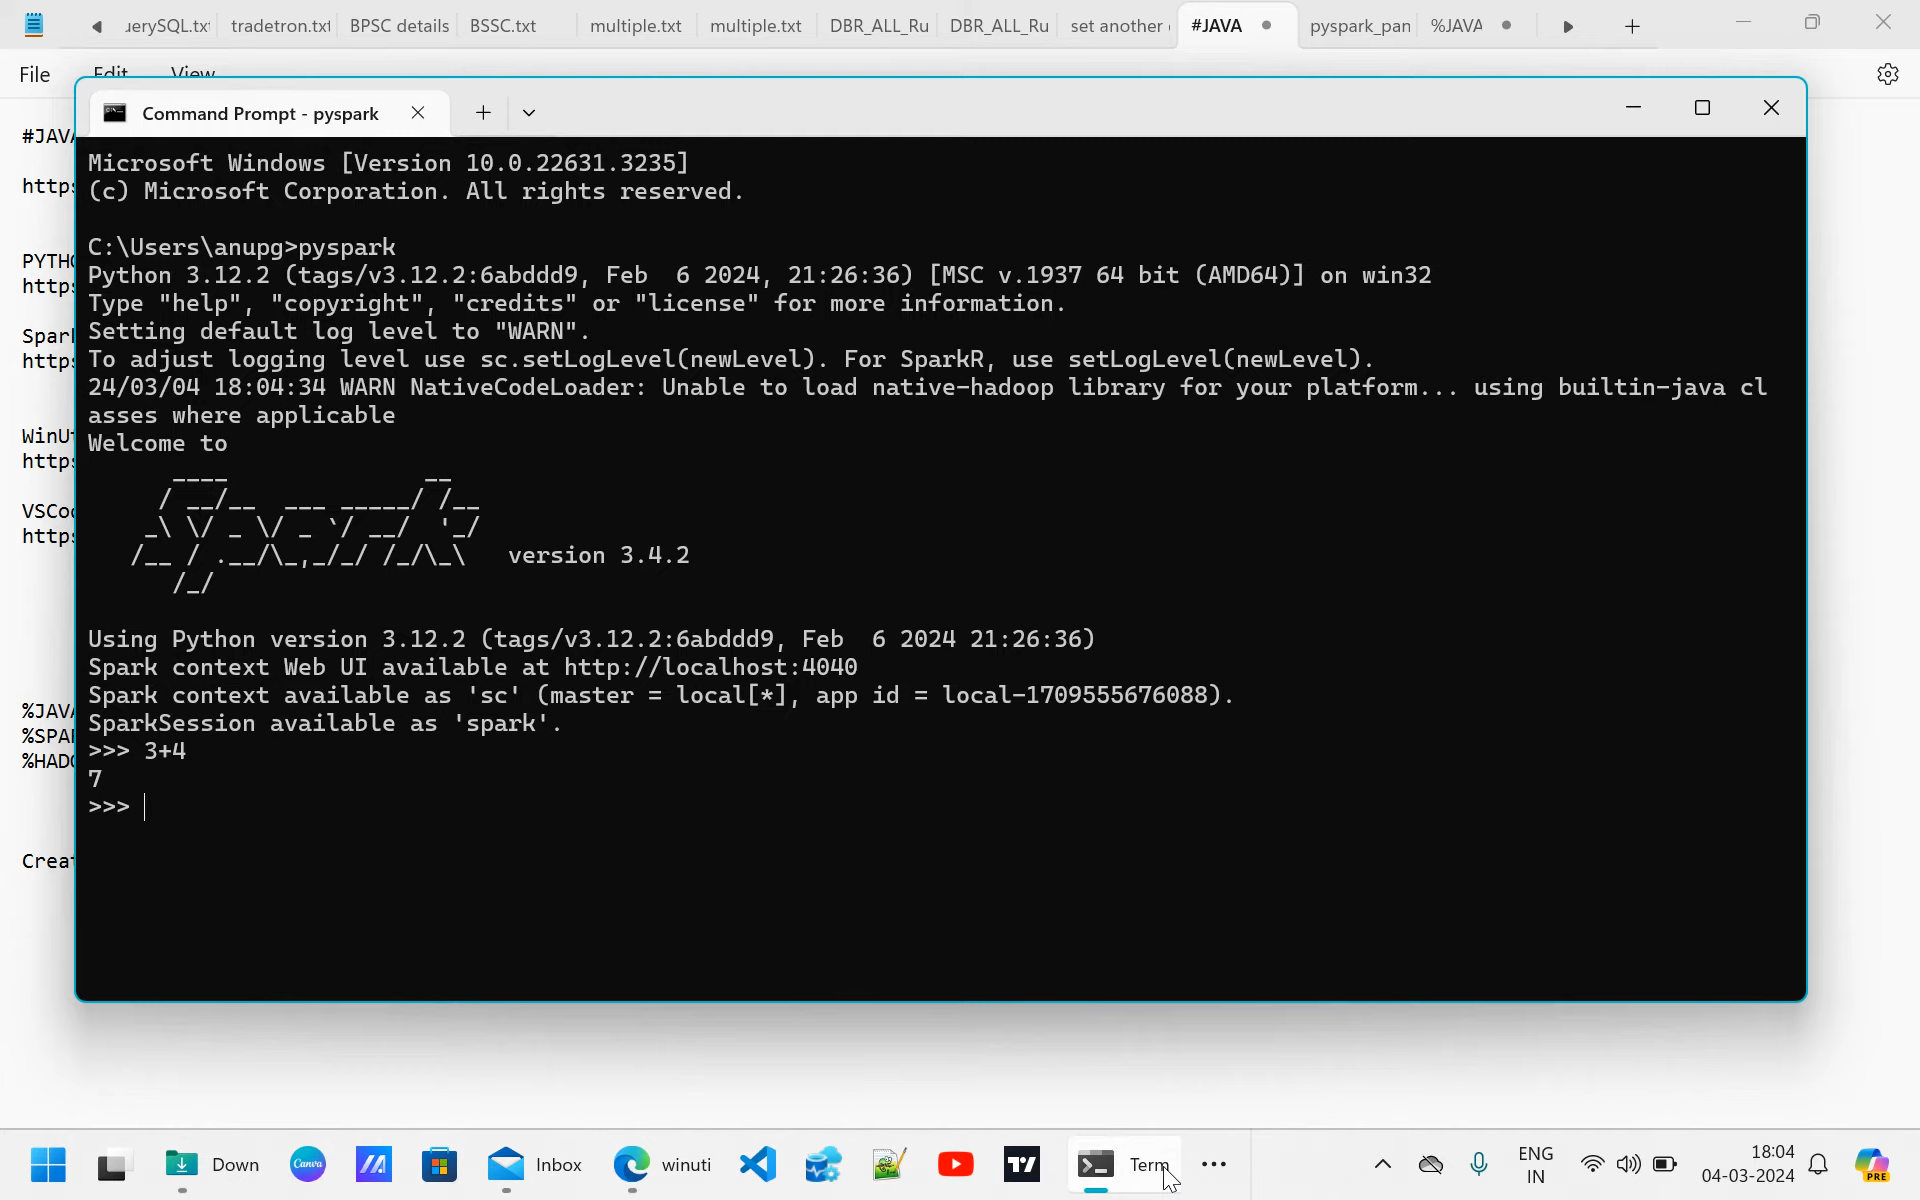 tradetron.txt BPSC details BSSC.txt multiple.txt multiple.txt DBR_ALL_Ru DBR_ALL_Ru set another #JAVA pyspark_pan %JAVA
File Edit View
Command Prompt - pyspark
Microsoft Windows [Version 10.0.22631.3235]
(c) Microsoft Corporation. All rights reserved.
C:\Users\anupg>pyspark
Python 3.12.2 (tags/v3.12.2:6abddd9, Feb  6 2024, 21:26:36) [MSC v.1937 64 bit (AMD64)] on win32
Type "help", "copyright", "credits" or "license" for more information.
Setting default log level to "WARN".
To adjust logging level use sc.setLogLevel(newLevel). For SparkR, use setLogLevel(newLevel).
24/03/04 18:04:34 WARN NativeCodeLoader: Unable to load native-hadoop library for your platform... using builtin-java cl
asses where applicable
Welcome to
Spark version 3.4.2
Using Python version 3.12.2 (tags/v3.12.2:6abddd9, Feb  6 2024 21:26:36)
Spark context Web UI available at http://localhost:4040
Spark context available as 'sc' (master = local[*], app id = local-1709555676088).
SparkSession available as 'spark'.
>>> 3+4
7
>>>
Down Canva Inbox winuti Term ENG 18:04
IN 04-03-2024 PRE